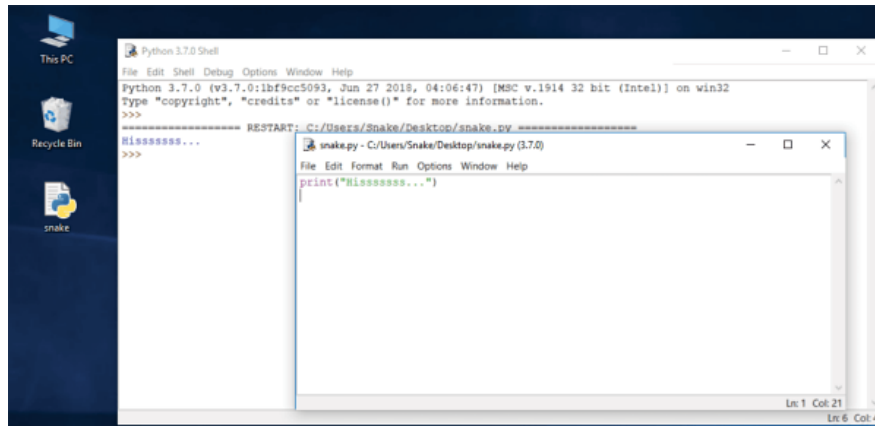 This PC
Recycle Bin
snake
Python 3.7.0 Shell
File Edit Shell Debug Options Window Help
Python 3.7.0 (v3.7.0:1bf9cc5093, Jun 27 2018, 04:06:47) [MSC v.1914 32 bit (Intel)] on win32
Type "copyright", "credits" or "license()" for more information.
>>>
================== RESTART: C:/Users/Snake/Desktop/snake.py ==================
Hisssssss...
>>>
snake.py - C:/Users/Snake/Desktop/snake.py (3.7.0)
File Edit Format Run Options Window Help
print("Hisssssss...")
Ln: 1 Col: 21
Ln: 6 Col: 4